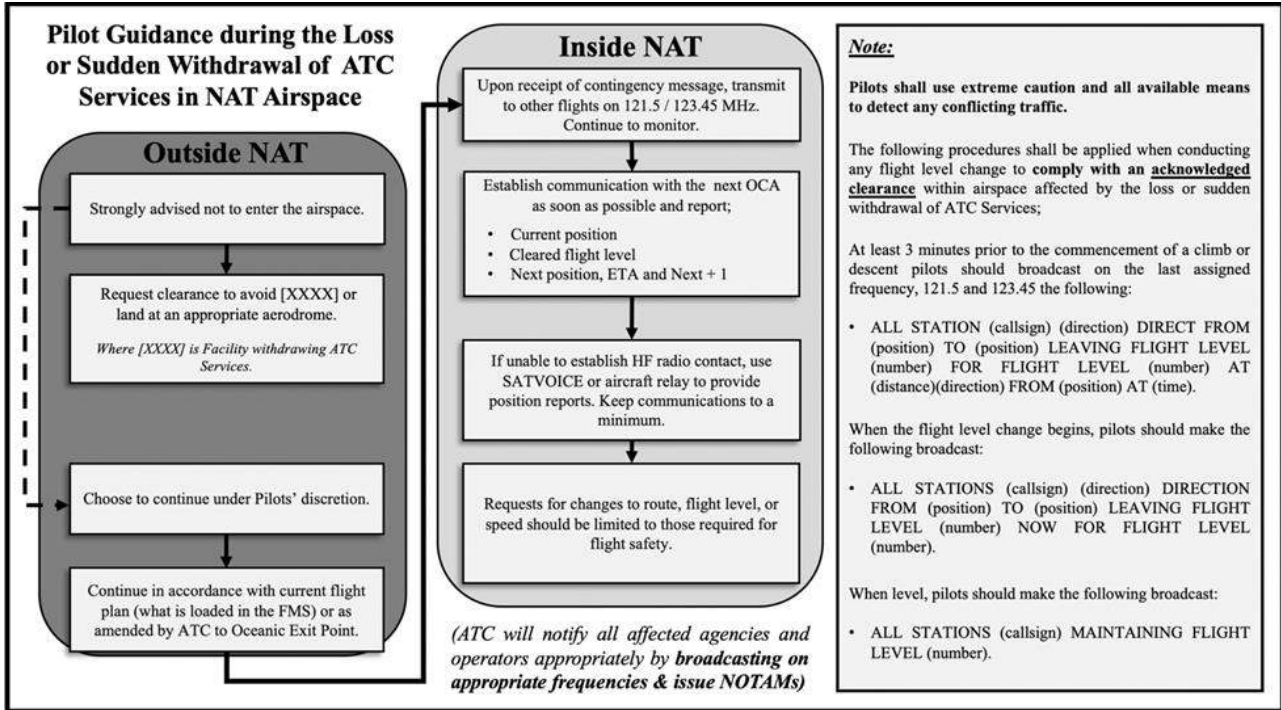 Pilot Guidance during the Loss
or Sudden Withdrawal of ATC
Services in NAT Airspace
Outside NAT
Strongly advised not to enter the airspace.
Request clearance to avoid [XXXX] or
land at an appropriate aerodrome.
Where [XXXX] is Facility withdrawing ATC
Services.
Choose to continue under Pilots’ discretion.
Continue in accordance with current flight
plan (what is loaded in the FMS) or as
amended by ATC to Oceanic Exit Point.
Inside NAT
Upon receipt of contingency message, transmit
to other flights on 121.5 / 123.45 MHz.
Continue to monitor.
Establish communication with the next OCA
as soon as possible and report;
• Current position
• Cleared flight level
• Next position, ETA and Next + 1
If unable to establish HF radio contact, use
SATVOICE or aircraft relay to provide
position reports. Keep communications to a
minimum.
Requests for changes to route, flight level, or
speed should be limited to those required for
flight safety.
(ATC will notify all affected agencies and
operators appropriately by broadcasting on
appropriate frequencies & issue NOTAMs)
Note:
Pilots shall use extreme caution and all available means
to detect any conflicting traffic.
The following procedures shall be applied when conducting
any flight level change to comply with an acknowledged
clearance within airspace affected by the loss or sudden
withdrawal of ATC Services;
At least 3 minutes prior to the commencement of a climb or
descent pilots should broadcast on the last assigned
frequency, 121.5 and 123.45 the following:
• ALL STATION (callsign) (direction) DIRECT FROM
(position) TO (position) LEAVING FLIGHT LEVEL
(number) FOR FLIGHT LEVEL (number) AT
(distance)(direction) FROM (position) AT (time).
When the flight level change begins, pilots should make the
following broadcast:
• ALL STATIONS (callsign) (direction) DIRECTION
FROM (position) TO (position) LEAVING FLIGHT
LEVEL (number) NOW FOR FLIGHT LEVEL
(number).
When level, pilots should make the following broadcast:
• ALL STATIONS (callsign) MAINTAINING FLIGHT
LEVEL (number).